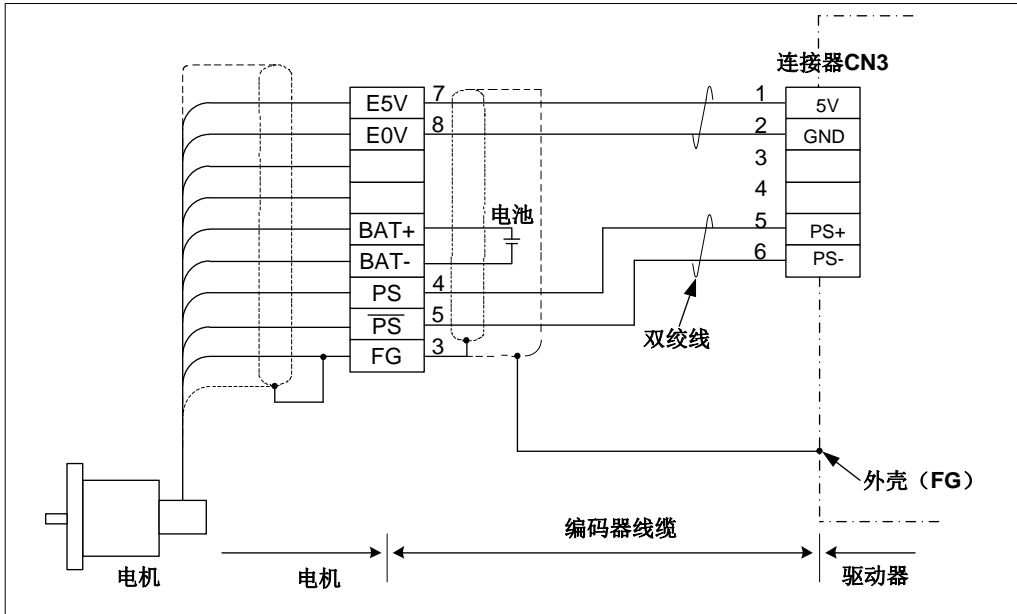 连接器CN3
E5V 7 1 5V
E0V 8 2 GND
3
4
电池
BAT+ 5 PS+
BAT- 6 PS-
PS 4
P̅S̅ 5
双绞线
FG 3
外壳（FG）
编码器线缆
电机 电机 驱动器